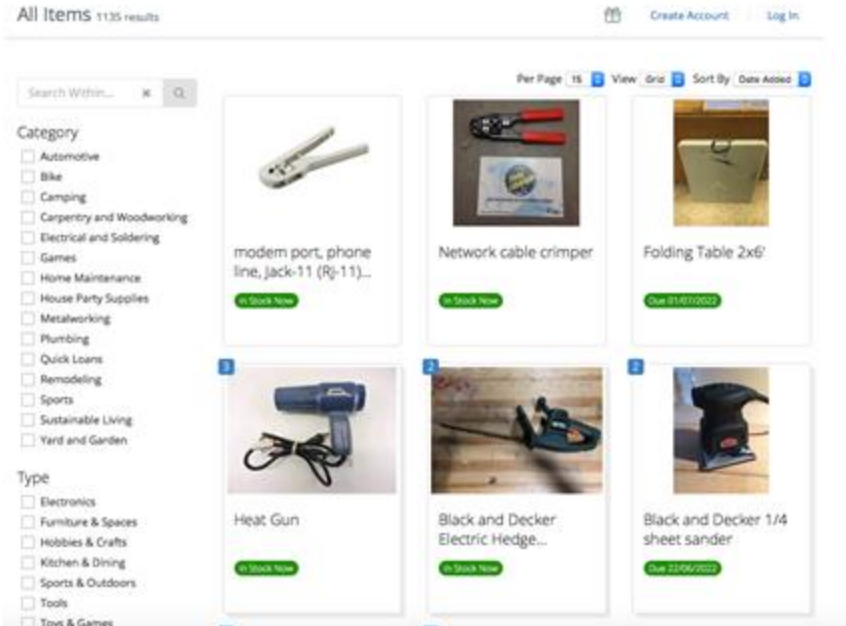 All Items 1135 results
Create Account
Log In
Per Page 15 View Grid Sort By Date Added
Search Within...
Category
Automotive
Bike
Camping
Carpentry and Woodworking
Electrical and Soldering
Games
Home Maintenance
House Party Supplies
Metalworking
Plumbing
Quick Loans
Remodeling
Sports
Sustainable Living
Yard and Garden
Type
Electronics
Furniture & Spaces
Hobbies & Crafts
Kitchen & Dining
Sports & Outdoors
Tools
Toys & Games
modem port, phone
line, Jack-11 (RJ-11)...
In Stock Now
Network cable crimper
In Stock Now
Folding Table 2x6'
Due 01/07/2022
3
Heat Gun
In Stock Now
2
Black and Decker
Electric Hedge...
In Stock Now
2
Black and Decker 1/4
sheet sander
Due 22/06/2022